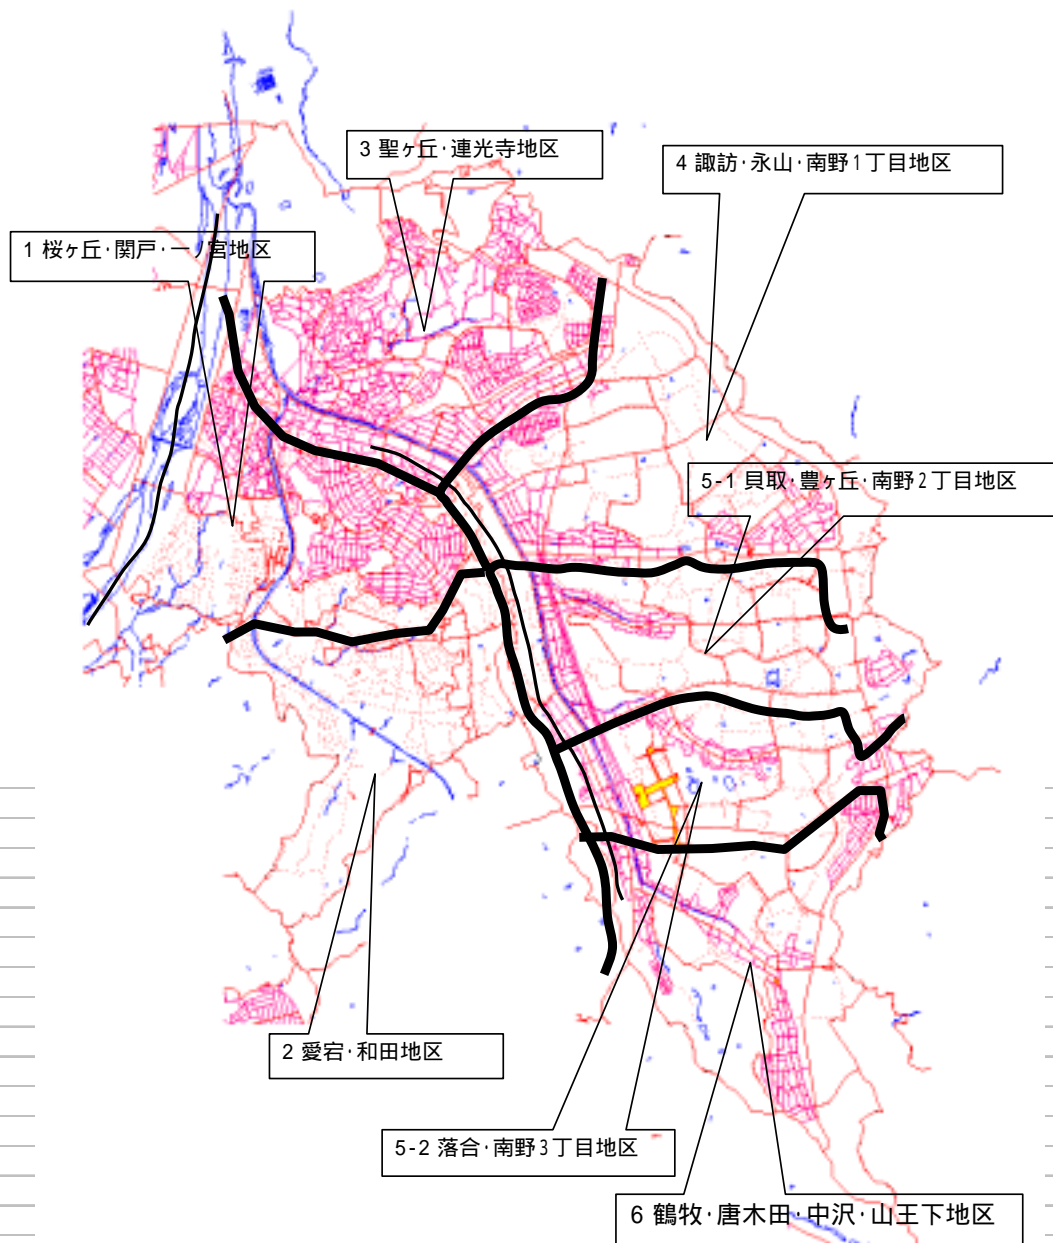 3 聖ヶ丘･連光寺地区
4 諏訪･永山･南野1丁目地区
1 桜ヶ丘･関戸･一ノ宮地区
5-1 貝取･豊ヶ丘･南野2丁目地区
2 愛宕･和田地区
5-2 落合･南野3丁目地区
6 鶴牧･唐木田･中沢･山王下地区